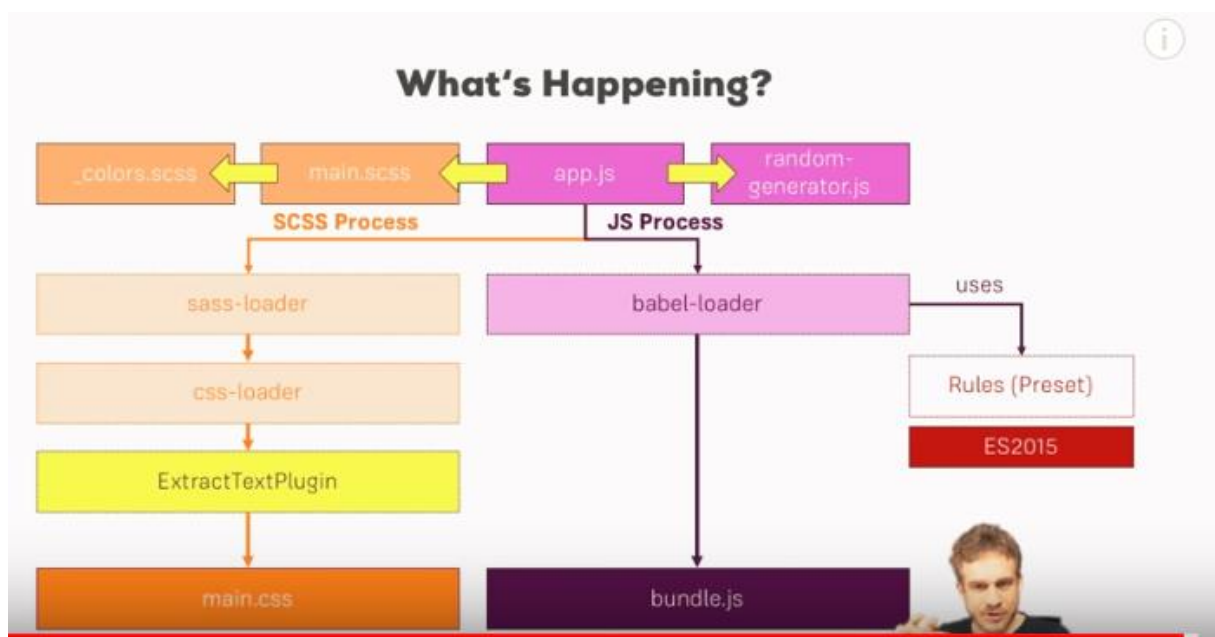 What's Happening?
_colors.scss
main.scss
app.js
random-
generator.js
SCSS Process
JS Process
sass-loader
babel-loader
uses
css-loader
Rules (Preset)
ES2015
ExtractTextPlugin
main.css
bundle.js